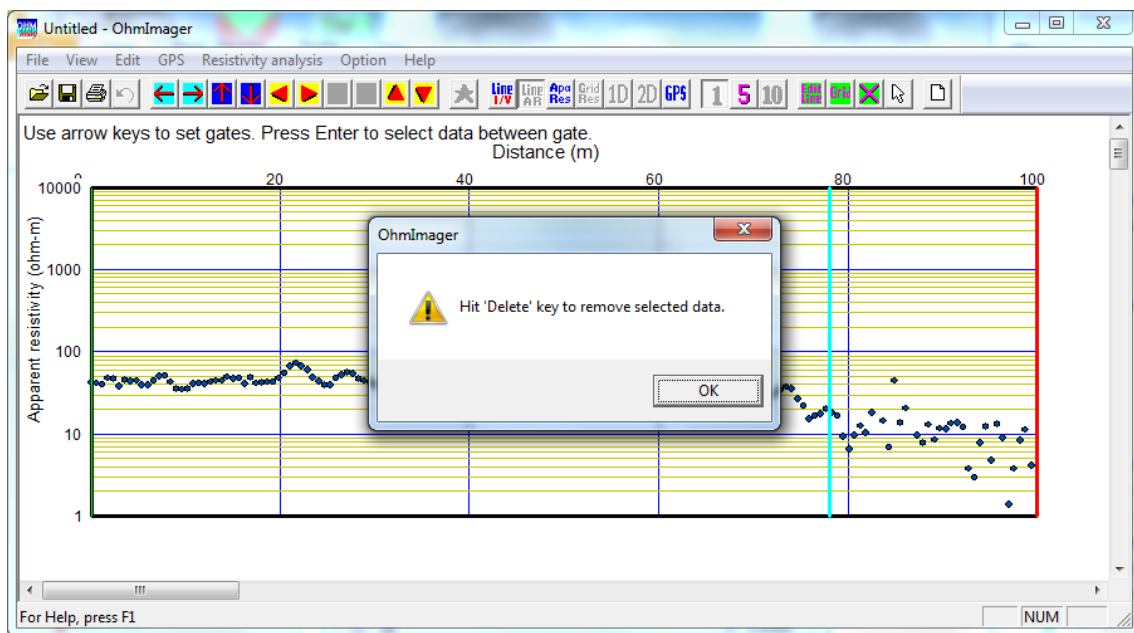 Untitled - OhmImager
File View Edit GPS Resistivity analysis Option Help
Line I/V Line AR Apa Res Grid Res 1D 2D GPS 1 5 10 Edit Line Grid
Use arrow keys to set gates. Press Enter to select data between gate.
Distance (m)
0 20 40 60 80 100
10000
1000
100
10
1
Apparent resistivity (ohm-m)
OhmImager
Hit 'Delete' key to remove selected data.
OK
For Help, press F1
NUM